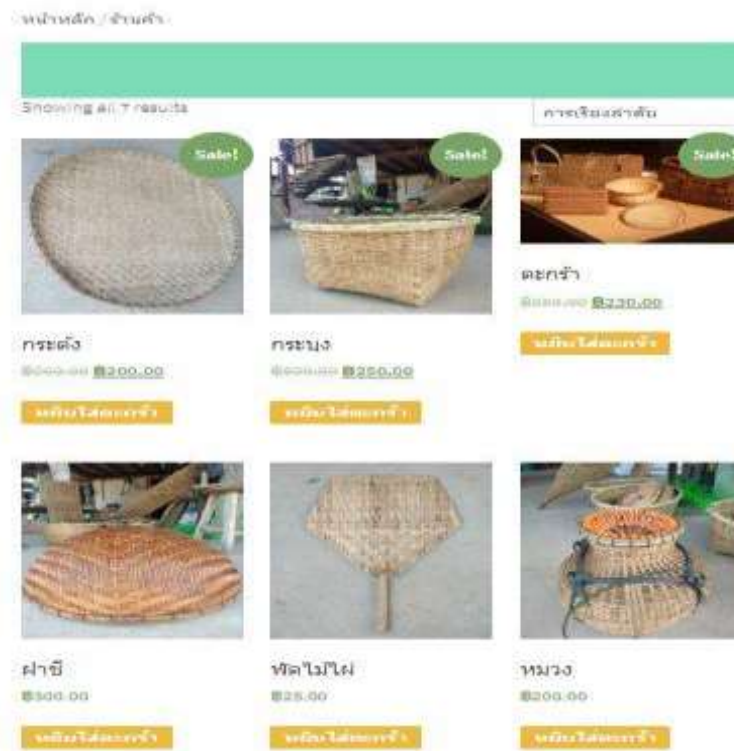 หน้าหลัก / ร้านค้า
Showing all 7 results
การเรียงลำดับ
Sale!
Sale!
Sale!
กระด้ง
฿200.00
หยิบใส่ตะกร้า
กระบุง
฿250.00
หยิบใส่ตะกร้า
ตะกร้า
฿230.00
หยิบใส่ตะกร้า
ฝาชี
฿300.00
หยิบใส่ตะกร้า
พัดไม้ไผ่
฿25.00
หยิบใส่ตะกร้า
หมวง
฿200.00
หยิบใส่ตะกร้า